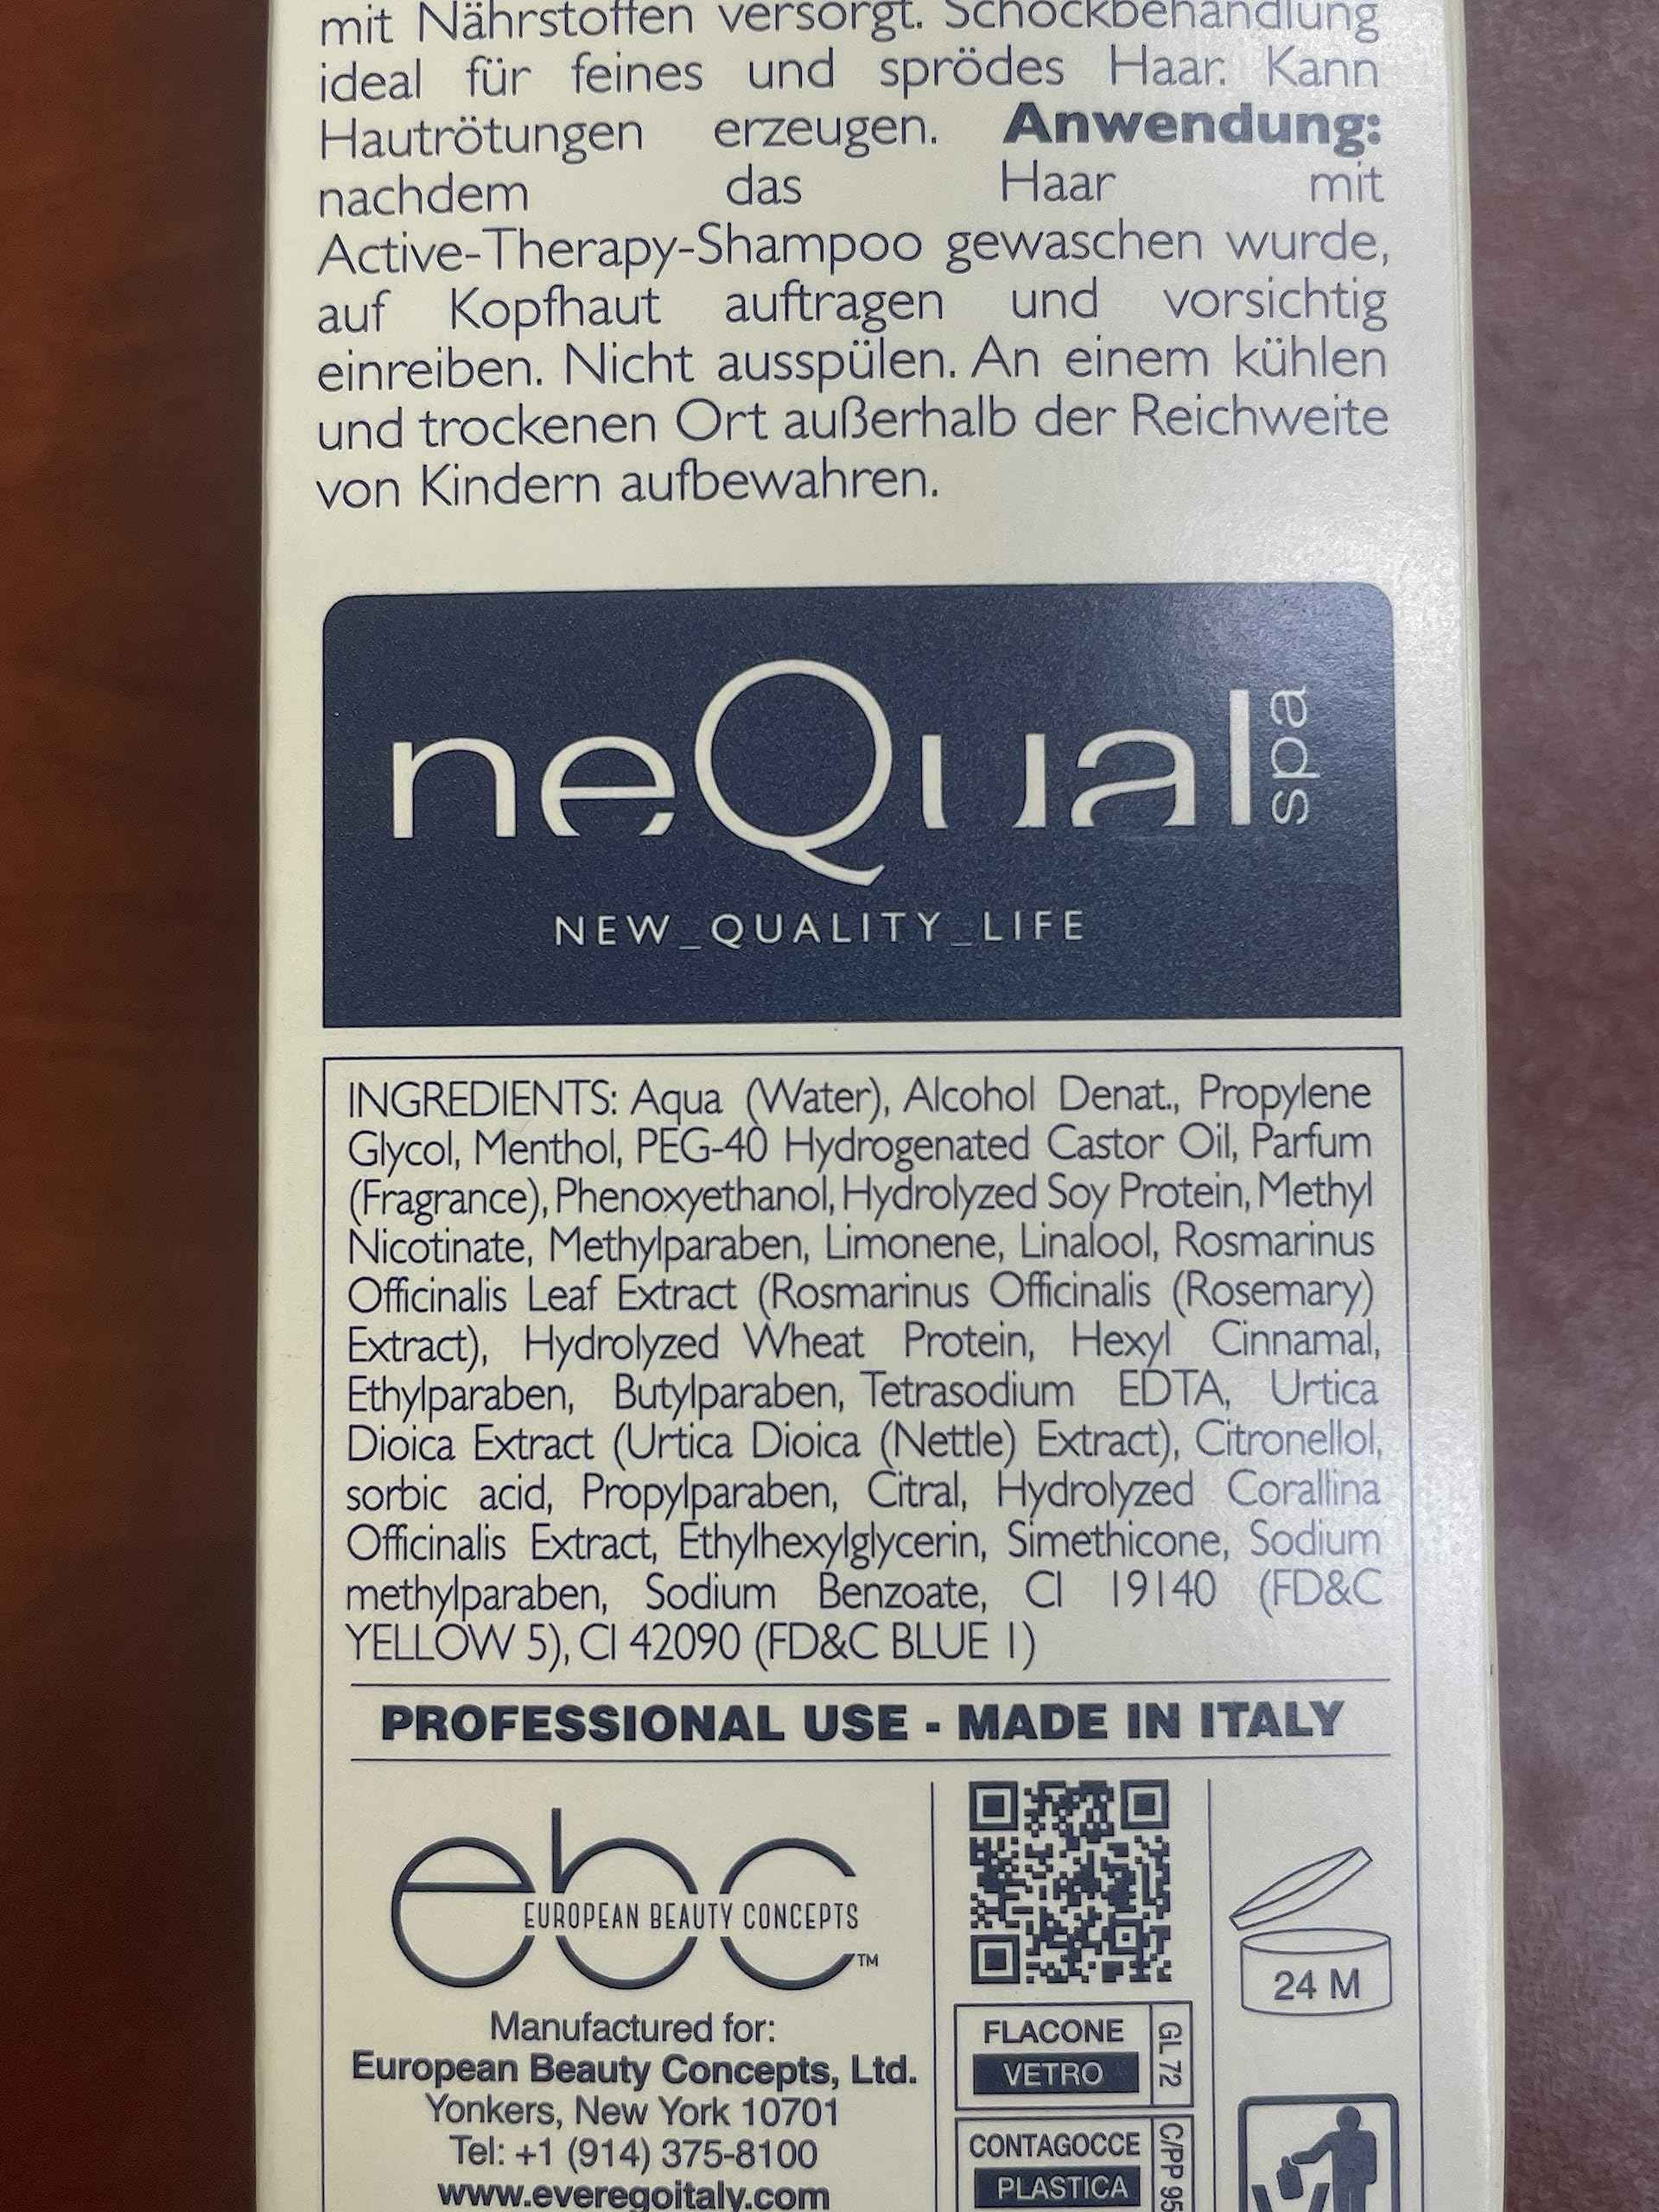 mit Nährstoffen versorgt. Schockbehandlung
ideal für feines und sprödes Haar. Kann
Hautrötungen erzeugen. Anwendung:
nachdem das Haar mit
Active-Therapy-Shampoo gewaschen wurde,
auf Kopfhaut auftragen und vorsichtig
einreiben. Nicht ausspülen. An einem kühlen
und trockenen Ort außerhalb der Reichweite
von Kindern aufbewahren.
neQual spa
NEW_QUALITY_LIFE
INGREDIENTS: Aqua (Water), Alcohol Denat., Propylene
Glycol, Menthol, PEG-40 Hydrogenated Castor Oil, Parfum
(Fragrance), Phenoxyethanol, Hydrolyzed Soy Protein, Methyl
Nicotinate, Methylparaben, Limonene, Linalool, Rosmarinus
Officinalis Leaf Extract (Rosmarinus Officinalis (Rosemary)
Extract), Hydrolyzed Wheat Protein, Hexyl Cinnamal,
Ethylparaben, Butylparaben, Tetrasodium EDTA, Urtica
Dioica Extract (Urtica Dioica (Nettle) Extract), Citronellol,
sorbic acid, Propylparaben, Citral, Hydrolyzed Corallina
Officinalis Extract, Ethylhexylglycerin, Simethicone, Sodium
methylparaben, Sodium Benzoate, CI 19140 (FD&C
YELLOW 5), CI 42090 (FD&C BLUE 1)
PROFESSIONAL USE - MADE IN ITALY
ebc
EUROPEAN BEAUTY CONCEPTS
TM
Manufactured for:
European Beauty Concepts, Ltd.
Yonkers, New York 10701
Tel: +1 (914) 375-8100
www.everegoitaly.com
FLACONE
VETRO
GL 72
CONTAGOCCE
PLASTICA
C/PP 95
24 M